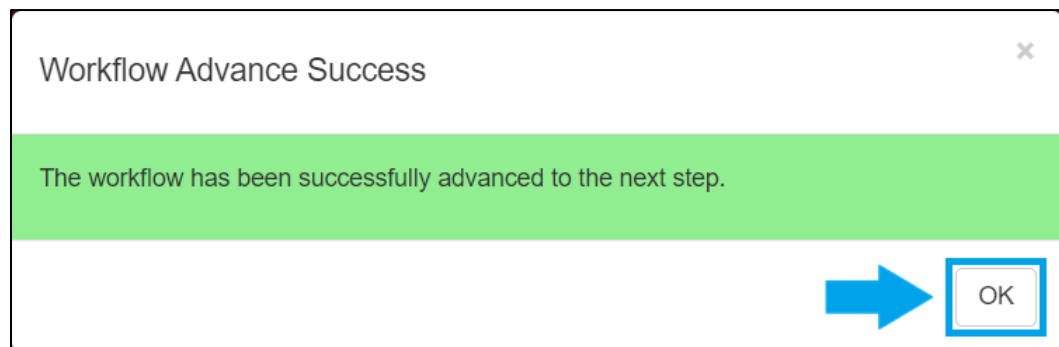 Workflow Advance Success
×
The workflow has been successfully advanced to the next step.
OK